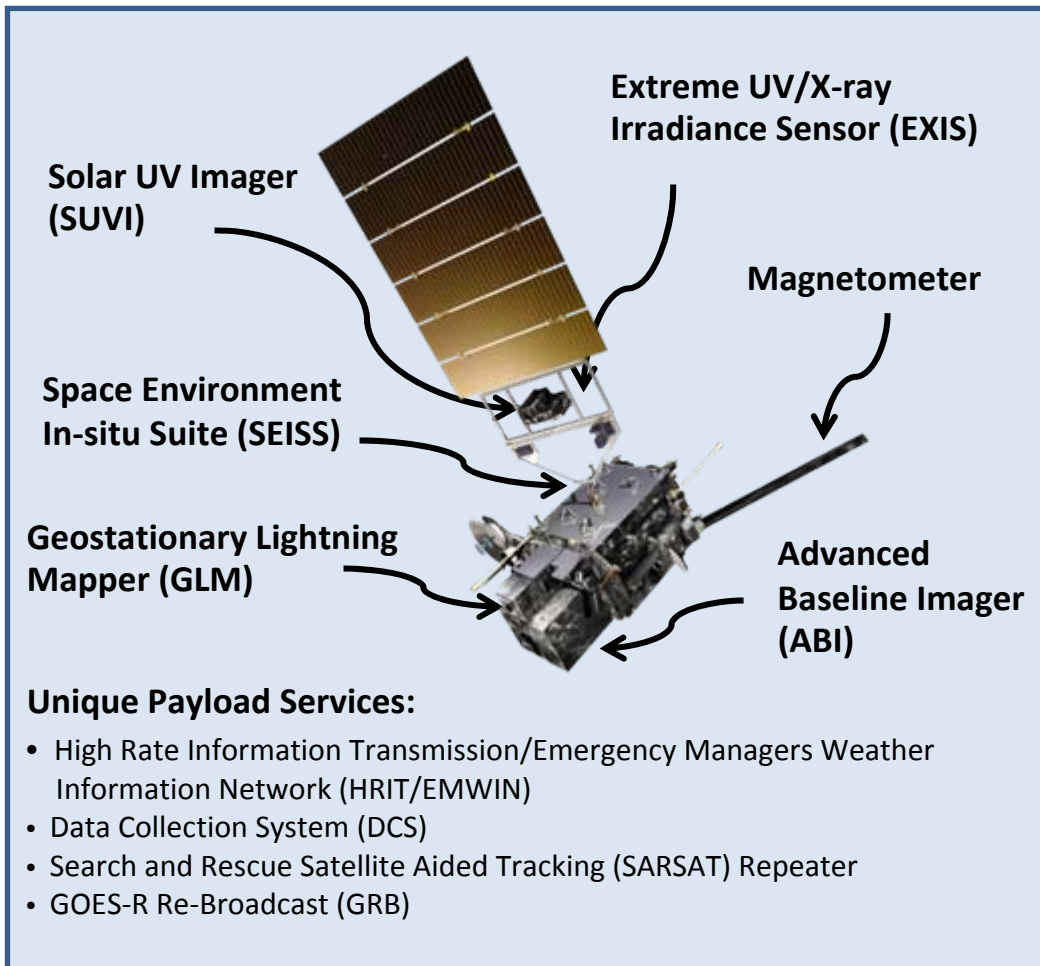 Extreme UV/X-ray
Irradiance Sensor (EXIS)
Solar UV Imager
(SUVI)
Magnetometer
Space Environment
In-situ Suite (SEISS)
Geostationary Lightning
Mapper (GLM)
Advanced
Baseline Imager
(ABI)
Unique Payload Services:
• High Rate Information Transmission/Emergency Managers Weather
Information Network (HRIT/EMWIN)
• Data Collection System (DCS)
• Search and Rescue Satellite Aided Tracking (SARSAT) Repeater
• GOES-R Re-Broadcast (GRB)